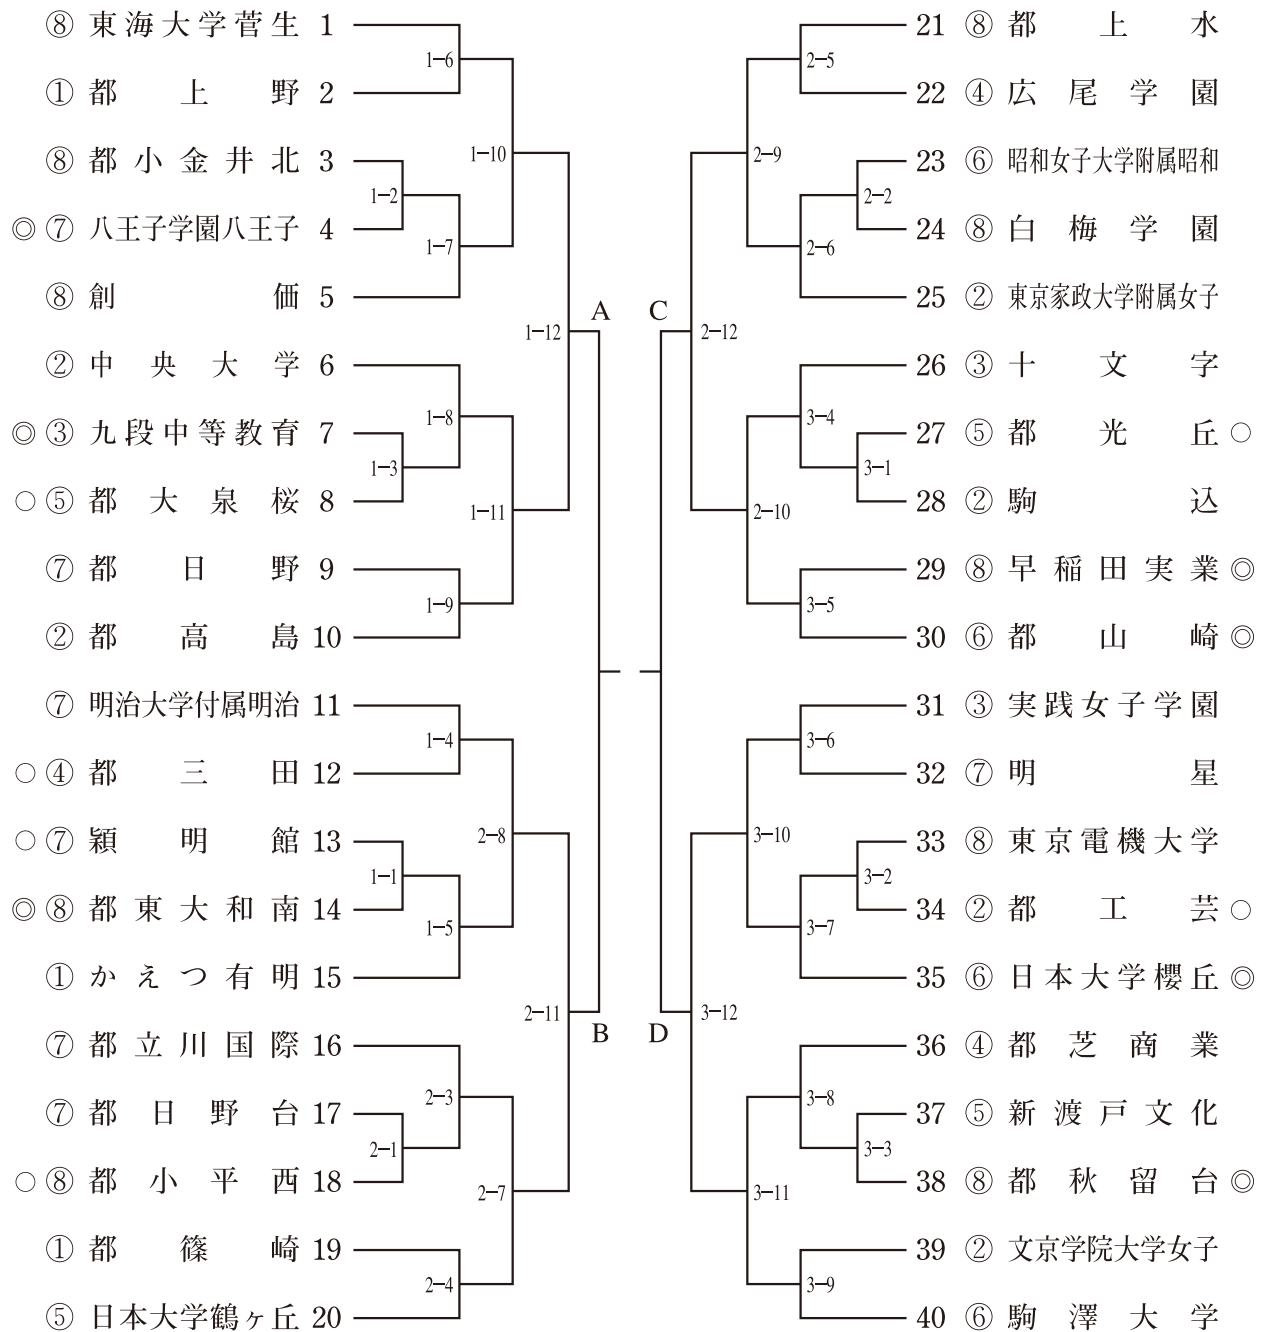 ⑧ 東海大学菅生 1
① 都上野 2
1−6
⑧ 都小金井北 3
◎ ⑦ 八王子学園八王子 4
1−2
⑧ 創価 5
1−7
1−10
② 中央大学 6
◎ ③ 九段中等教育 7
○ ⑤ 都大泉桜 8
1−3
1−8
⑦ 都日野 9
② 都高島 10
1−9
1−11
1−12
A
⑦ 明治大学付属明治 11
○ ④ 都三田 12
1−4
○ ⑦ 穎明館 13
◎ ⑧ 都東大和南 14
1−1
① かえつ有明 15
1−5
2−8
⑦ 都立川国際 16
⑦ 都日野台 17
○ ⑧ 都小平西 18
2−1
2−3
① 都篠崎 19
⑤ 日本大学鶴ヶ丘 20
2−4
2−7
2−11
B
21 ⑧ 都上水
22 ④ 広尾学園
2−5
23 ⑥ 昭和女子大学附属昭和
24 ⑧ 白梅学園
2−2
25 ② 東京家政大学附属女子
2−6
2−9
26 ③ 十文字
27 ⑤ 都光丘 ○
28 ② 駒込
3−1
3−4
29 ⑧ 早稲田実業 ◎
30 ⑥ 都山崎 ◎
3−5
2−10
2−12
C
31 ③ 実践女子学園
32 ⑦ 明星
3−6
33 ⑧ 東京電機大学
34 ② 都工芸 ○
3−2
35 ⑥ 日本大学櫻丘 ◎
3−7
3−10
36 ④ 都芝商業
37 ⑤ 新渡戸文化
38 ⑧ 都秋留台 ◎
3−3
3−8
39 ② 文京学院大学女子
40 ⑥ 駒澤大学
3−9
3−11
3−12
D